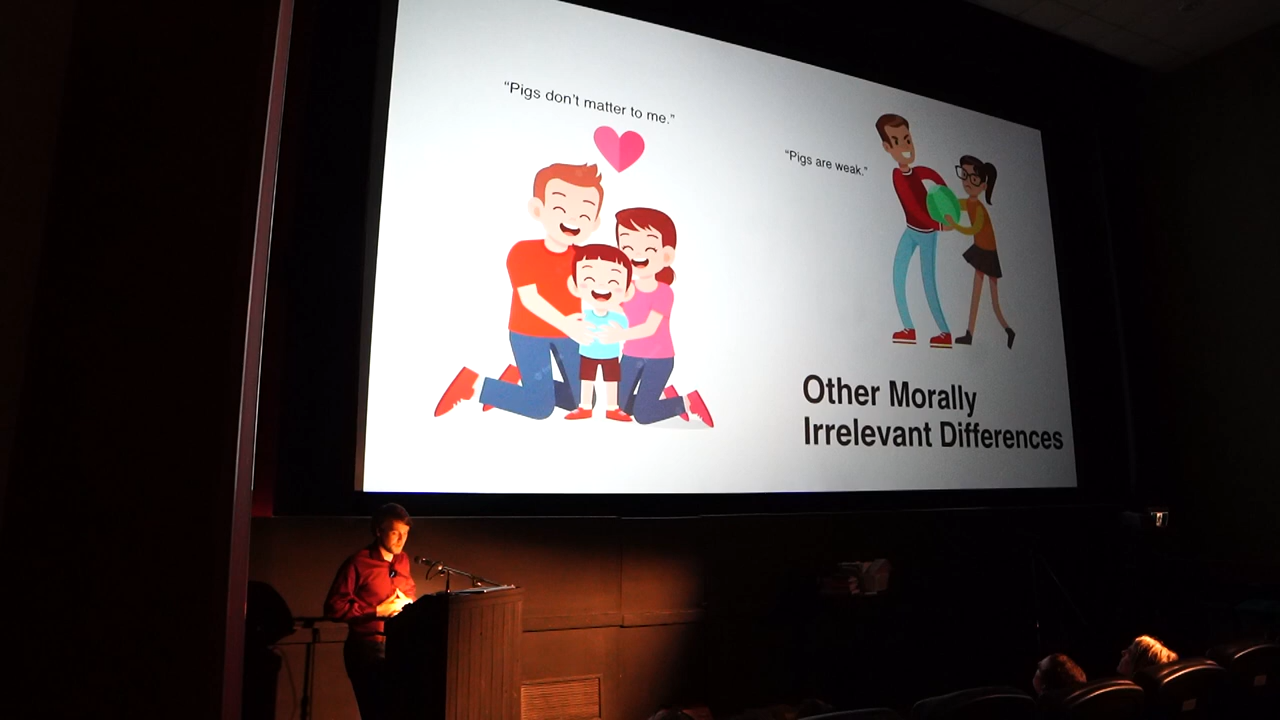 “Pigs don’t matter to me.”
“Pigs are weak.”
Other Morally
Irrelevant Differences